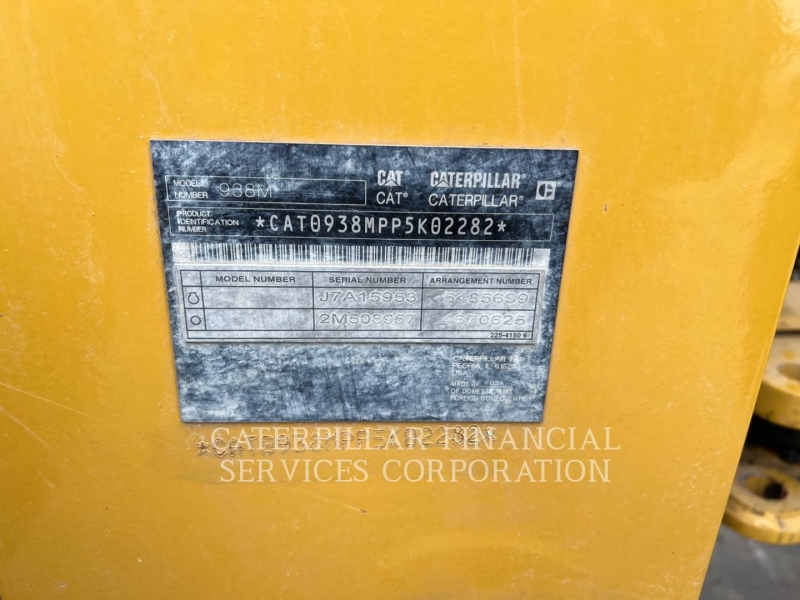 MODEL NUMBER 938M
CAT® CATERPILLAR®
CAT® CATERPILLAR®
PRODUCT IDENTIFICATION NUMBER *CAT0938MPP5K02282*
MODEL NUMBER SERIAL NUMBER ARRANGEMENT NUMBER
J7A15953
2M508957 4370625
225-4150 6
CATERPILLAR INC.
PEORIA, IL
USA
MADE IN USA
OF DOMESTIC AND
FOREIGN COMPONENTS
*CAT0938MPP5K02282*
CATERPILLAR FINANCIAL
SERVICES CORPORATION